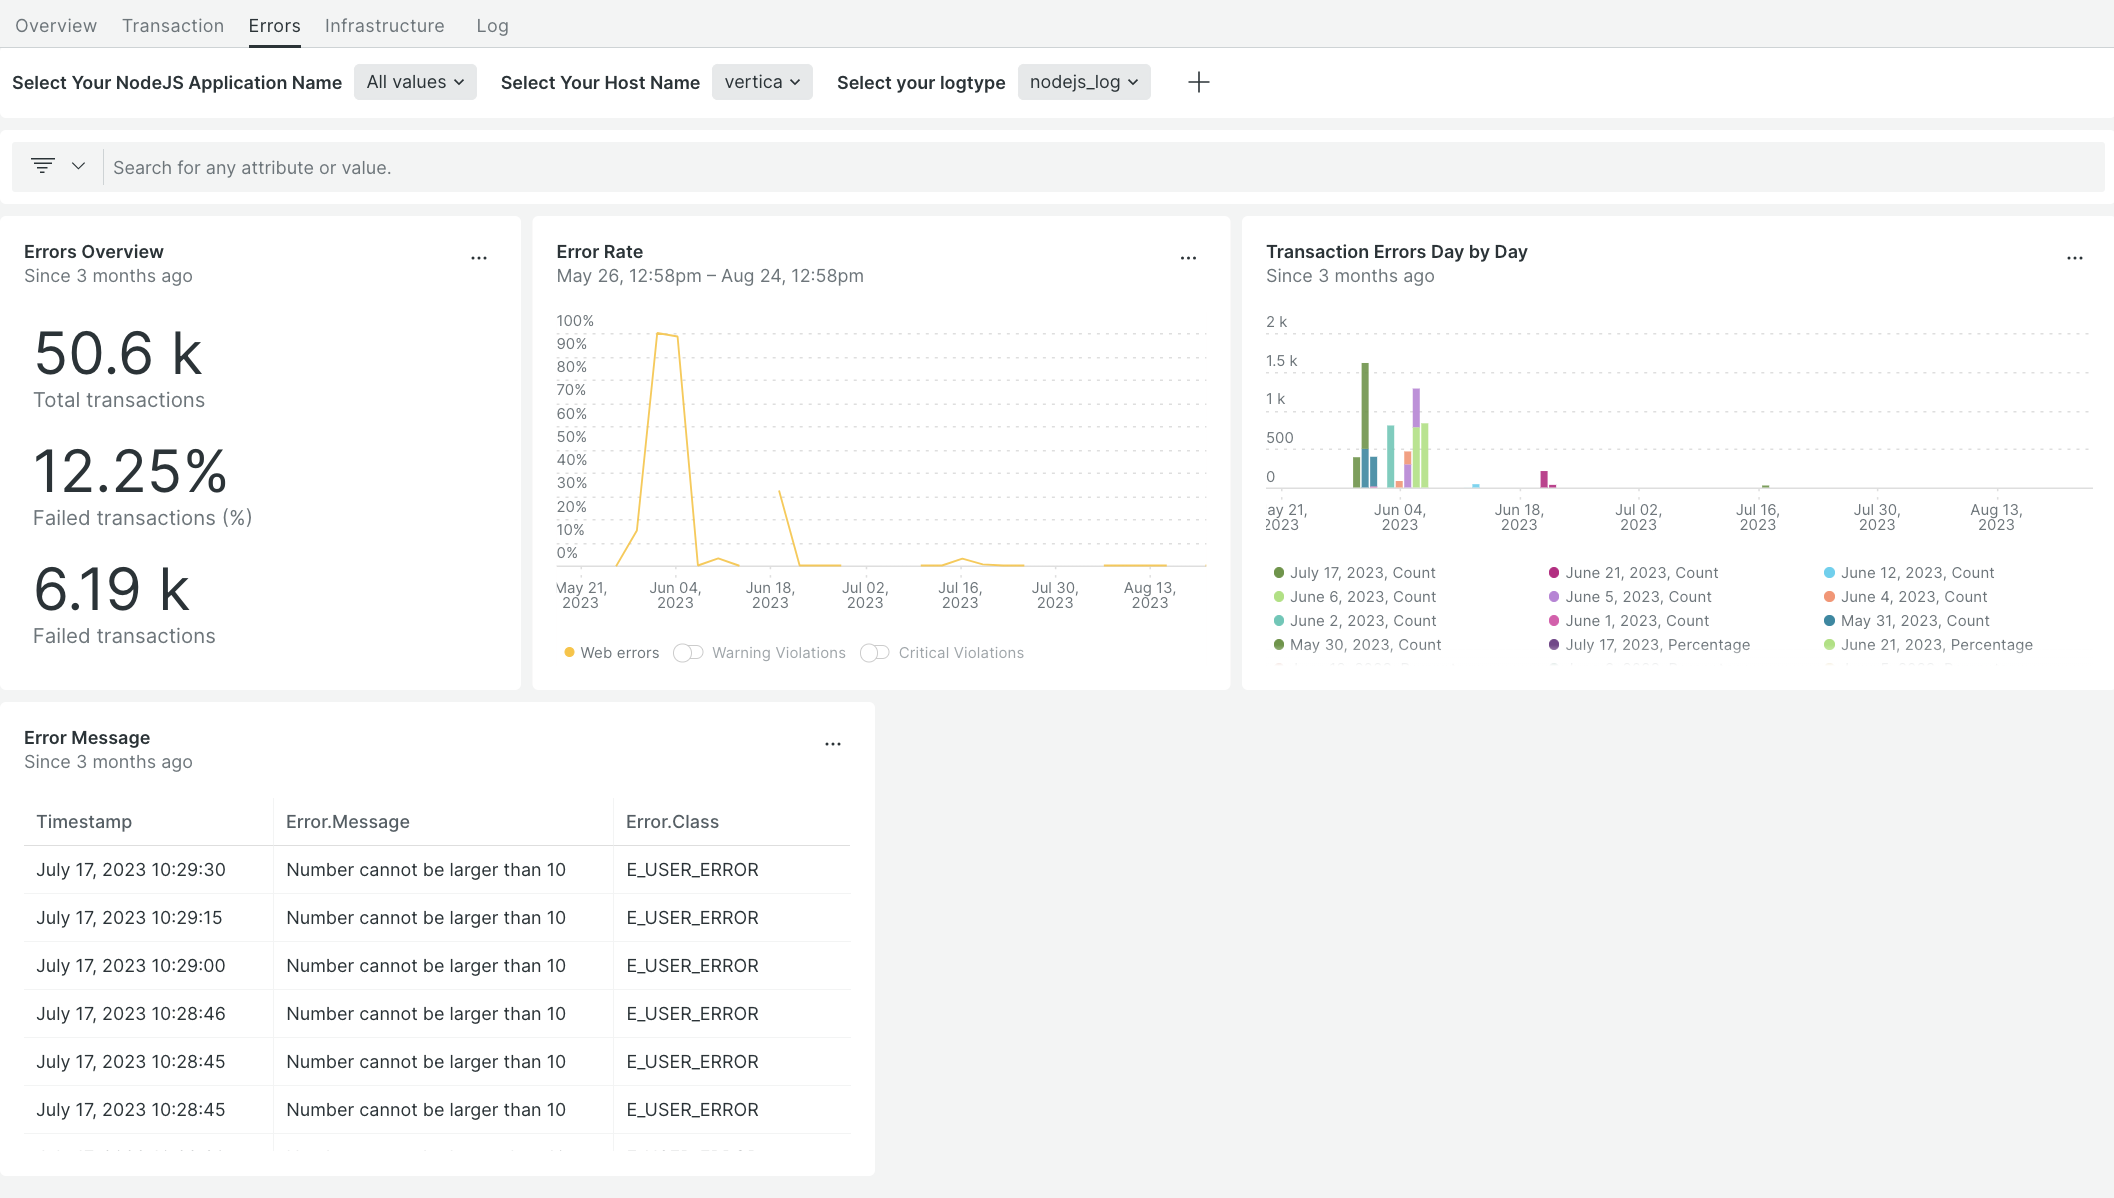 Overview Transaction Errors Infrastructure Log
Select Your NodeJS Application Name All values Select Your Host Name vertica Select your logtype nodejs_log
Search for any attribute or value.
Errors Overview
Since 3 months ago
50.6 k
Total transactions
12.25%
Failed transactions (%)
6.19 k
Failed transactions
Error Rate
May 26, 12:58pm – Aug 24, 12:58pm
100%
90%
80%
70%
60%
50%
40%
30%
20%
10%
0%
May 21, 2023
Jun 04, 2023
Jun 18, 2023
Jul 02, 2023
Jul 16, 2023
Jul 30, 2023
Aug 13, 2023
Web errors Warning Violations Critical Violations
Transaction Errors Day by Day
Since 3 months ago
2 k
1.5 k
1 k
500
0
ay 21, 2023
Jun 04, 2023
Jun 18, 2023
Jul 02, 2023
Jul 16, 2023
Jul 30, 2023
Aug 13, 2023
July 17, 2023, Count June 21, 2023, Count June 12, 2023, Count
June 6, 2023, Count June 5, 2023, Count June 4, 2023, Count
June 2, 2023, Count June 1, 2023, Count May 31, 2023, Count
May 30, 2023, Count July 17, 2023, Percentage June 21, 2023, Percentage
Error Message
Since 3 months ago
Timestamp Error.Message Error.Class
July 17, 2023 10:29:30 Number cannot be larger than 10 E_USER_ERROR
July 17, 2023 10:29:15 Number cannot be larger than 10 E_USER_ERROR
July 17, 2023 10:29:00 Number cannot be larger than 10 E_USER_ERROR
July 17, 2023 10:28:46 Number cannot be larger than 10 E_USER_ERROR
July 17, 2023 10:28:45 Number cannot be larger than 10 E_USER_ERROR
July 17, 2023 10:28:45 Number cannot be larger than 10 E_USER_ERROR